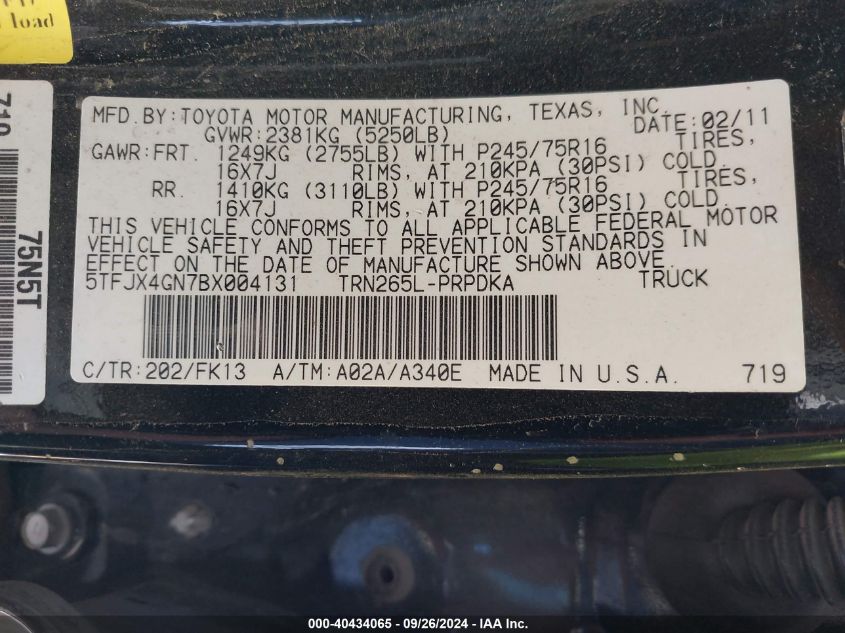 load
719
75N5T
MFD.BY:TOYOTA MOTOR MANUFACTURING, TEXAS, INC.
GVWR:2381KG (5250LB) DATE:02/11
GAWR:FRT. 1249KG (2755LB) WITH P245/75R16 TIRES,
16X7J RIMS, AT 210KPA (30PSI) COLD.
RR. 1410KG (3110LB) WITH P245/75R16 TIRES,
16X7J RIMS, AT 210KPA (30PSI) COLD.
THIS VEHICLE CONFORMS TO ALL APPLICABLE FEDERAL MOTOR
VEHICLE SAFETY AND THEFT PREVENTION STANDARDS IN
EFFECT ON THE DATE OF MANUFACTURE SHOWN ABOVE.
5TFJX4GN7BX004131 TRN265L-PRPDKA TRUCK
C/TR:202/FK13 A/TM:A02A/A340E MADE IN U.S.A. 719
000-40434065 - 09/26/2024 - IAA Inc.